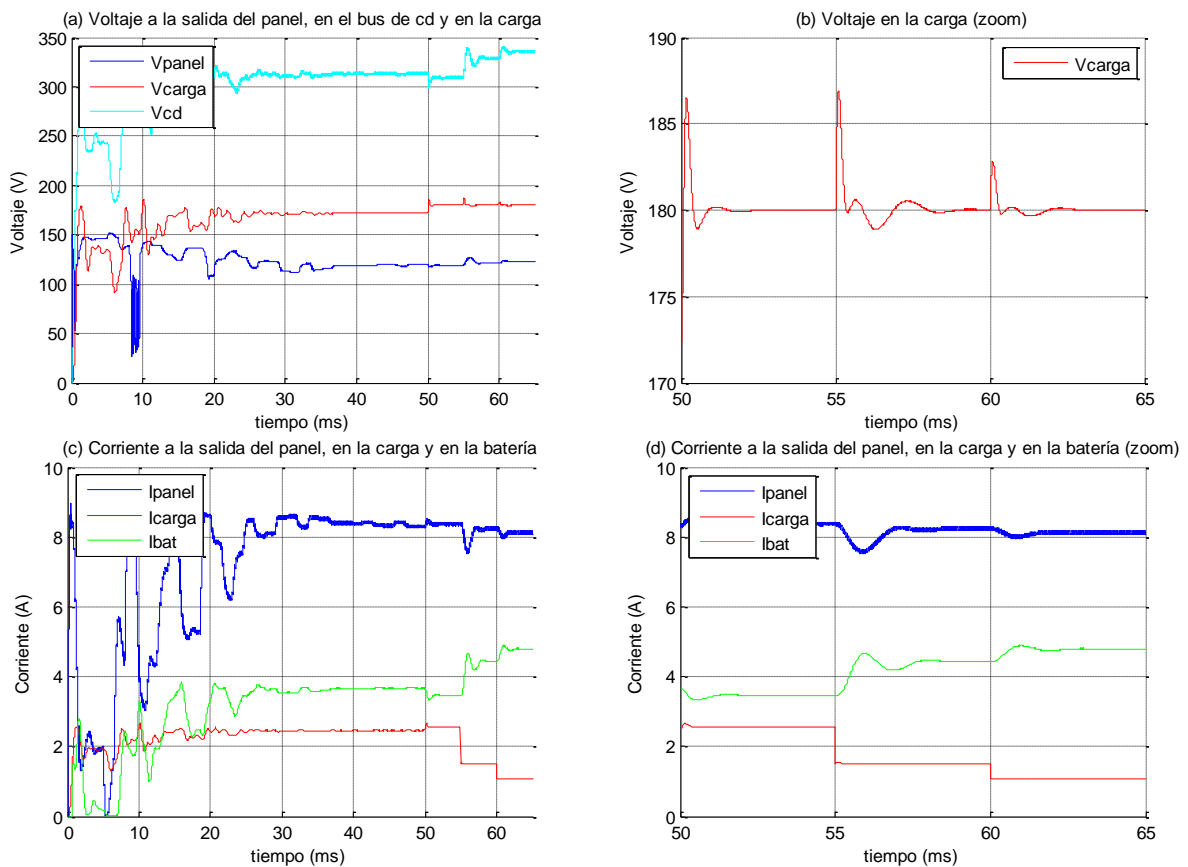 (a) Voltaje a la salida del panel, en el bus de cd y en la carga
350
300
250
200
150
100
50
0
Voltaje (V)
Vpanel
Vcarga
Vcd
0 10 20 30 40 50 60
tiempo (ms)
(b) Voltaje en la carga (zoom)
190
185
180
175
170
Voltaje (V)
Vcarga
50 55 60 65
tiempo (ms)
(c) Corriente a la salida del panel, en la carga y en la batería
10
8
6
4
2
0
Corriente (A)
Ipanel
Icarga
Ibat
0 10 20 30 40 50 60
tiempo (ms)
(d) Corriente a la salida del panel, en la carga y en la batería (zoom)
10
8
6
4
2
0
Corriente (A)
Ipanel
Icarga
Ibat
50 55 60 65
tiempo (ms)